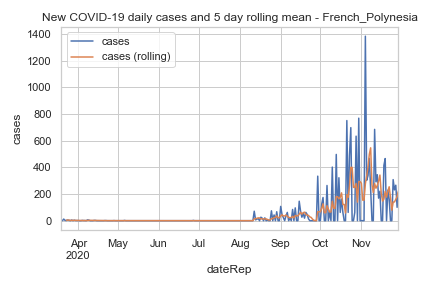 New COVID-19 daily cases and 5 day rolling mean - French_Polynesia
cases
cases (rolling)
1400
1200
1000
800
600
400
200
0
cases
Apr May Jun Jul Aug Sep Oct Nov
2020
dateRep